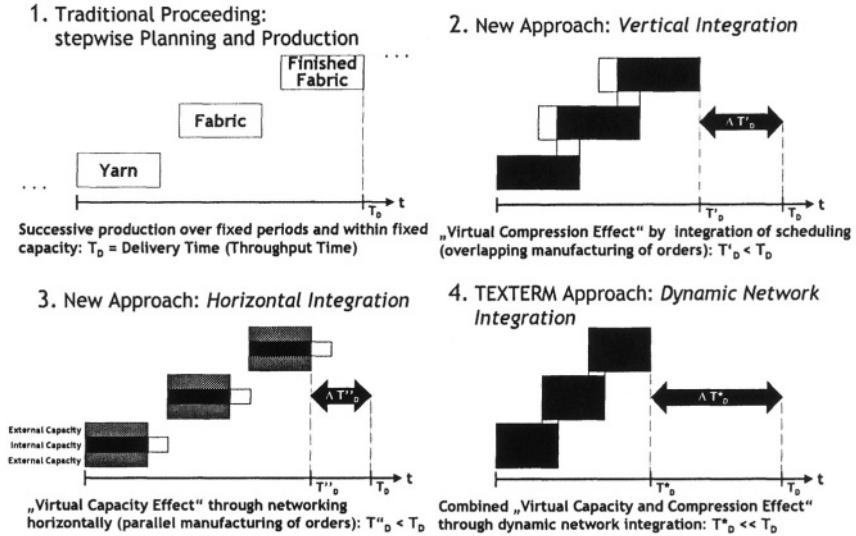 1. Traditional Proceeding:
stepwise Planning and Production
...
Finished
Fabric
Fabric
Yarn
...
t
T_D
Successive production over fixed periods and within fixed
capacity: T_D = Delivery Time (Throughput Time)
2. New Approach: Vertical Integration
Δ T'_D
t
T'_D
T_D
„Virtual Compression Effect“ by integration of scheduling
(overlapping manufacturing of orders): T'_D < T_D
3. New Approach: Horizontal Integration
Δ T''_D
External Capacity
Internal Capacity
External Capacity
t
T''_D
T_D
„Virtual Capacity Effect“ through networking
horizontally (parallel manufacturing of orders): T“_D < T_D
4. TEXTERM Approach: Dynamic Network
Integration
Δ T*_D
t
T*_D
T_D
Combined „Virtual Capacity and Compression Effect“
through dynamic network integration: T*_D << T_D